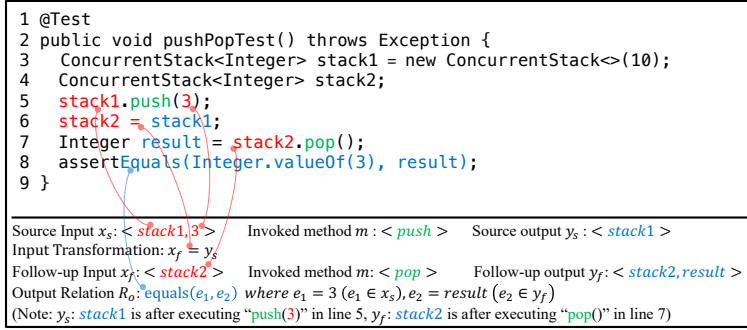 1 @Test
2 public void pushPopTest() throws Exception {
3 ConcurrentStack<Integer> stack1 = new ConcurrentStack<>(10);
4 ConcurrentStack<Integer> stack2;
5 stack1.push(3);
6 stack2 = stack1;
7 Integer result = stack2.pop();
8 assertEquals(Integer.valueOf(3), result);
9 }
Source Input xₛ: < stack1, 3 > Invoked method m : < push > Source output yₛ : < stack1 >
Input Transformation: x_f = yₛ
Follow-up Input x_f: < stack2 > Invoked method m: < pop > Follow-up output y_f: < stack2, result >
Output Relation Rₒ: equals(e₁, e₂) where e₁ = 3 (e₁ ∈ xₛ), e₂ = result (e₂ ∈ y_f)
(Note: yₛ: stack1 is after executing “push(3)” in line 5, y_f: stack2 is after executing “pop()” in line 7)